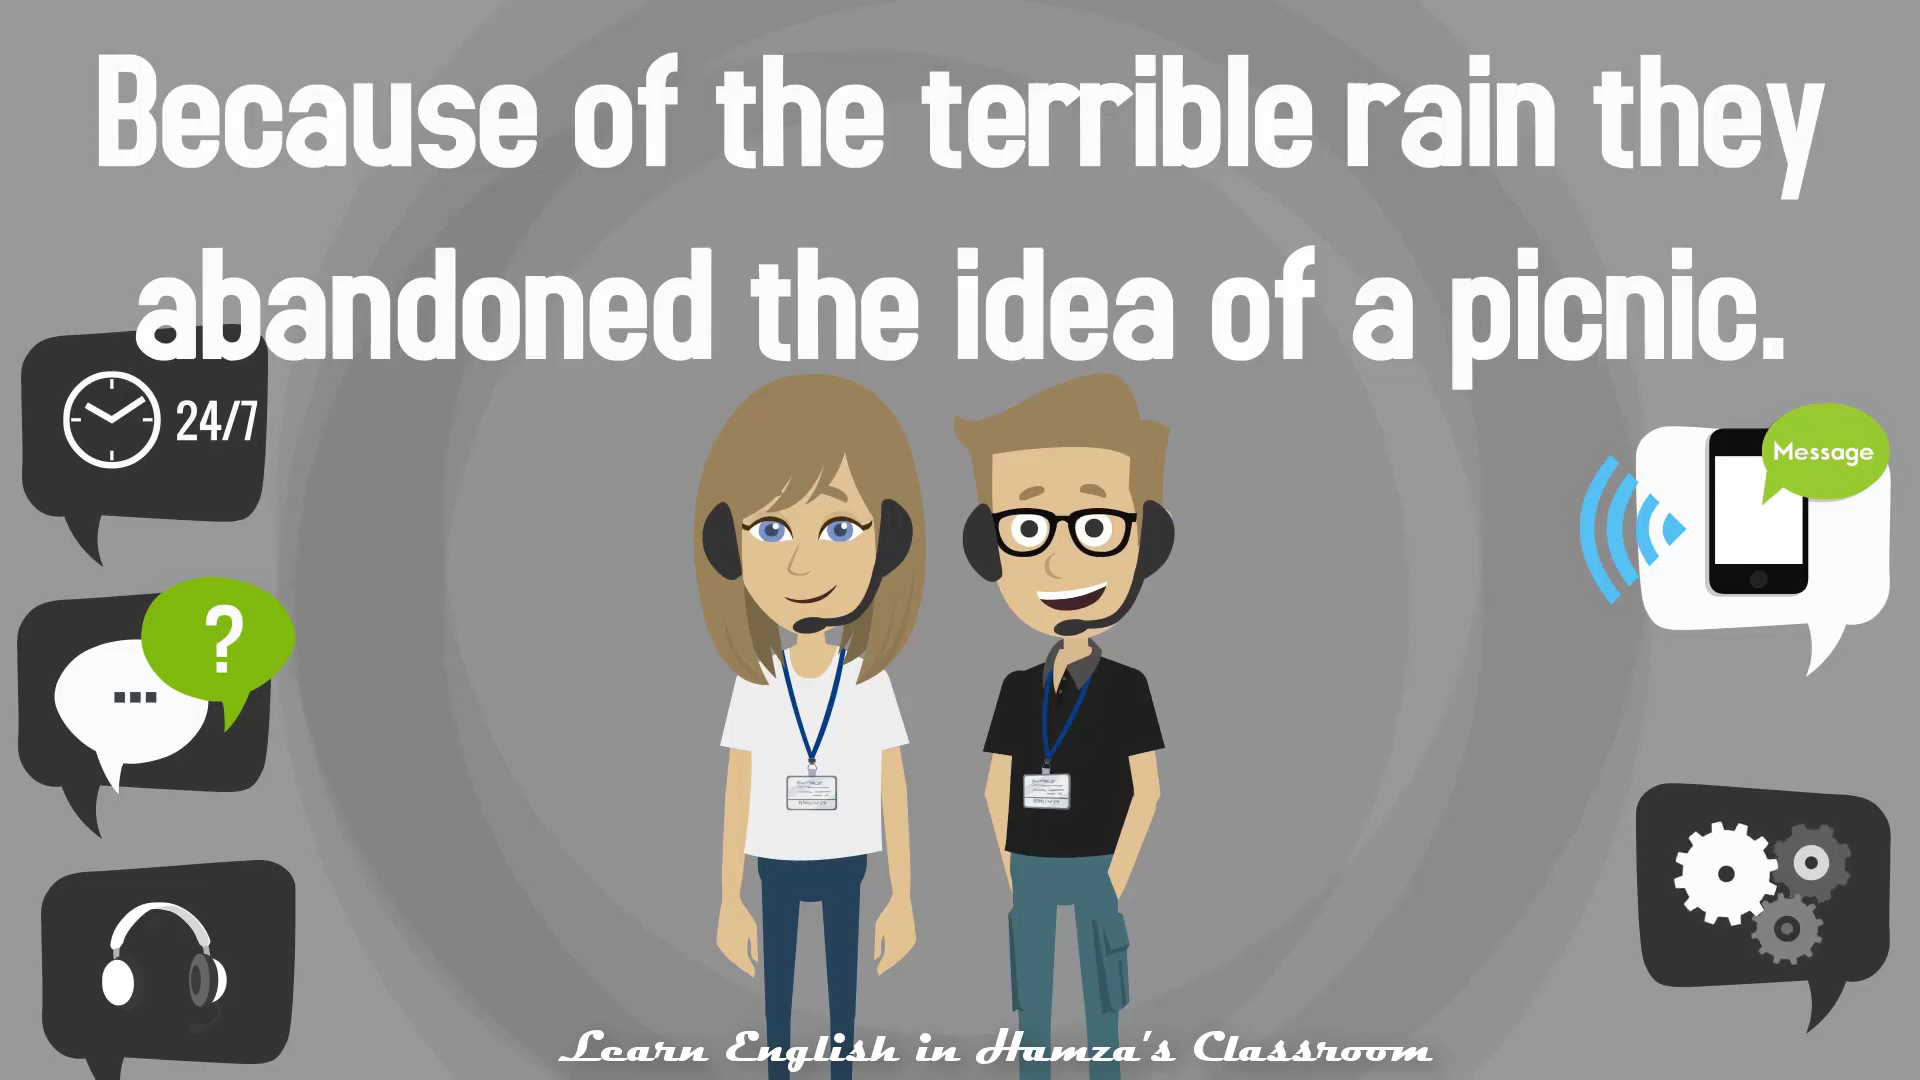 Because of the terrible rain they
abandoned the idea of a picnic.
24/7
Message
?
Learn English in Hamza's Classroom